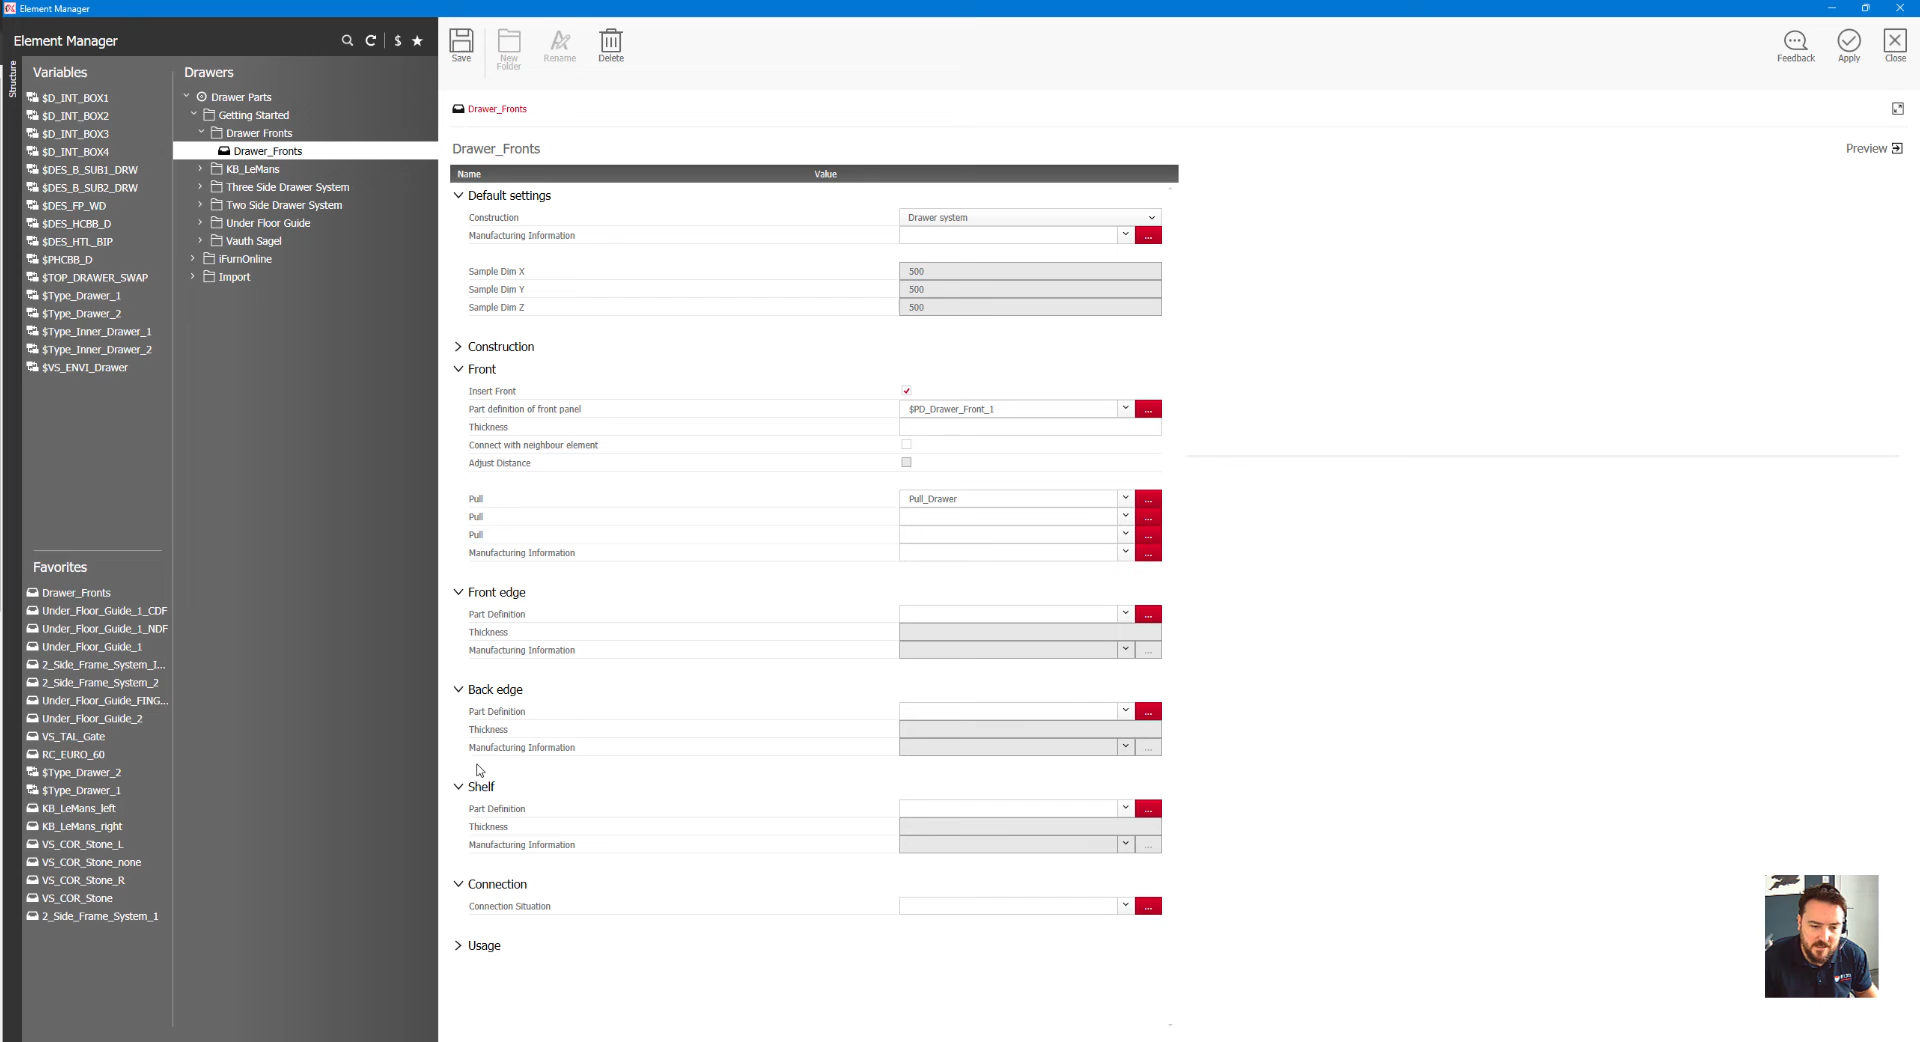 Element Manager
Element Manager
$
Structure
Variables
$D_INT_BOX1
$D_INT_BOX2
$D_INT_BOX3
$D_INT_BOX4
$DES_B_SUB1_DRW
$DES_B_SUB2_DRW
$DES_FP_WD
$DES_HCBB_D
$DES_HTL_BIP
$PHCBB_D
$TOP_DRAWER_SWAP
$Type_Drawer_1
$Type_Drawer_2
$Type_Inner_Drawer_1
$Type_Inner_Drawer_2
$VS_ENVI_Drawer
Favorites
Drawer_Fronts
Under_Floor_Guide_1_CDF
Under_Floor_Guide_1_NDF
Under_Floor_Guide_1
2_Side_Frame_System_I...
2_Side_Frame_System_2
Under_Floor_Guide_FING...
Under_Floor_Guide_2
VS_TAL_Gate
RC_EURO_60
$Type_Drawer_2
$Type_Drawer_1
KB_LeMans_left
KB_LeMans_right
VS_COR_Stone_L
VS_COR_Stone_none
VS_COR_Stone_R
VS_COR_Stone
2_Side_Frame_System_1
Drawers
Drawer Parts
Getting Started
Drawer Fronts
Drawer_Fronts
KB_LeMans
Three Side Drawer System
Two Side Drawer System
Under Floor Guide
Vauth Sagel
iFurnOnline
Import
Save
New Folder
Rename
Delete
Feedback
Apply
Close
Drawer_Fronts
Drawer_Fronts
Preview
Name Value
Default settings
Construction Drawer system
Manufacturing Information ...
Sample Dim X 500
Sample Dim Y 500
Sample Dim Z 500
Construction
Front
Insert Front
Part definition of front panel $PD_Drawer_Front_1 ...
Thickness
Connect with neighbour element
Adjust Distance
Pull Pull_Drawer ...
Pull ...
Pull ...
Manufacturing Information ...
Front edge
Part Definition ...
Thickness
Manufacturing Information ...
Back edge
Part Definition ...
Thickness
Manufacturing Information ...
Shelf
Part Definition ...
Thickness
Manufacturing Information ...
Connection
Connection Situation ...
Usage